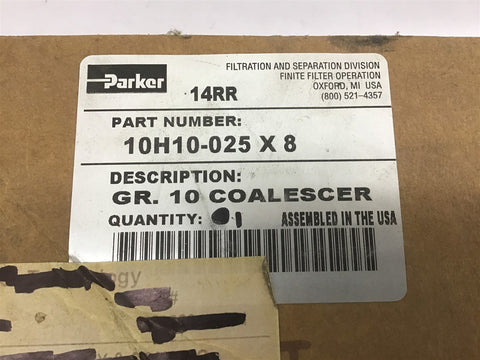 Parker
14RR
FILTRATION AND SEPARATION DIVISION
FINITE FILTER OPERATION
OXFORD, MI USA
(800) 521-4357
PART NUMBER:
10H10-025 X 8
DESCRIPTION:
GR. 10 COALESCER
QUANTITY: 1
ASSEMBLED IN THE USA